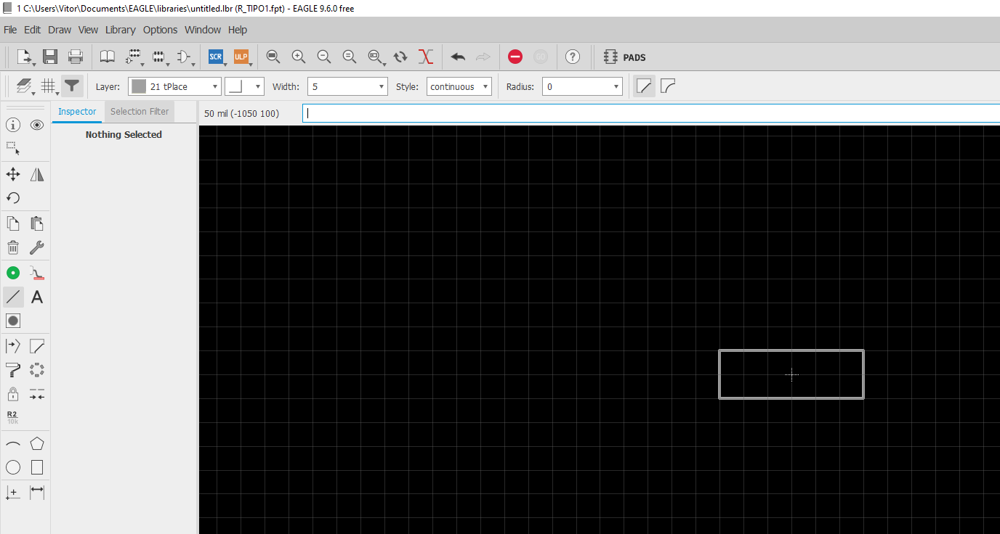 1 C:\Users\Vitor\Documents\EAGLE\libraries\untitled.lbr (R_TIPO1.fpt) - EAGLE 9.6.0 free
File Edit Draw View Library Options Window Help
SCR ULP GO PADS
Layer: 21 tPlace Width: 5 Style: continuous Radius: 0
Inspector Selection Filter 50 mil (-1050 100)
Nothing Selected
A
R2
10k